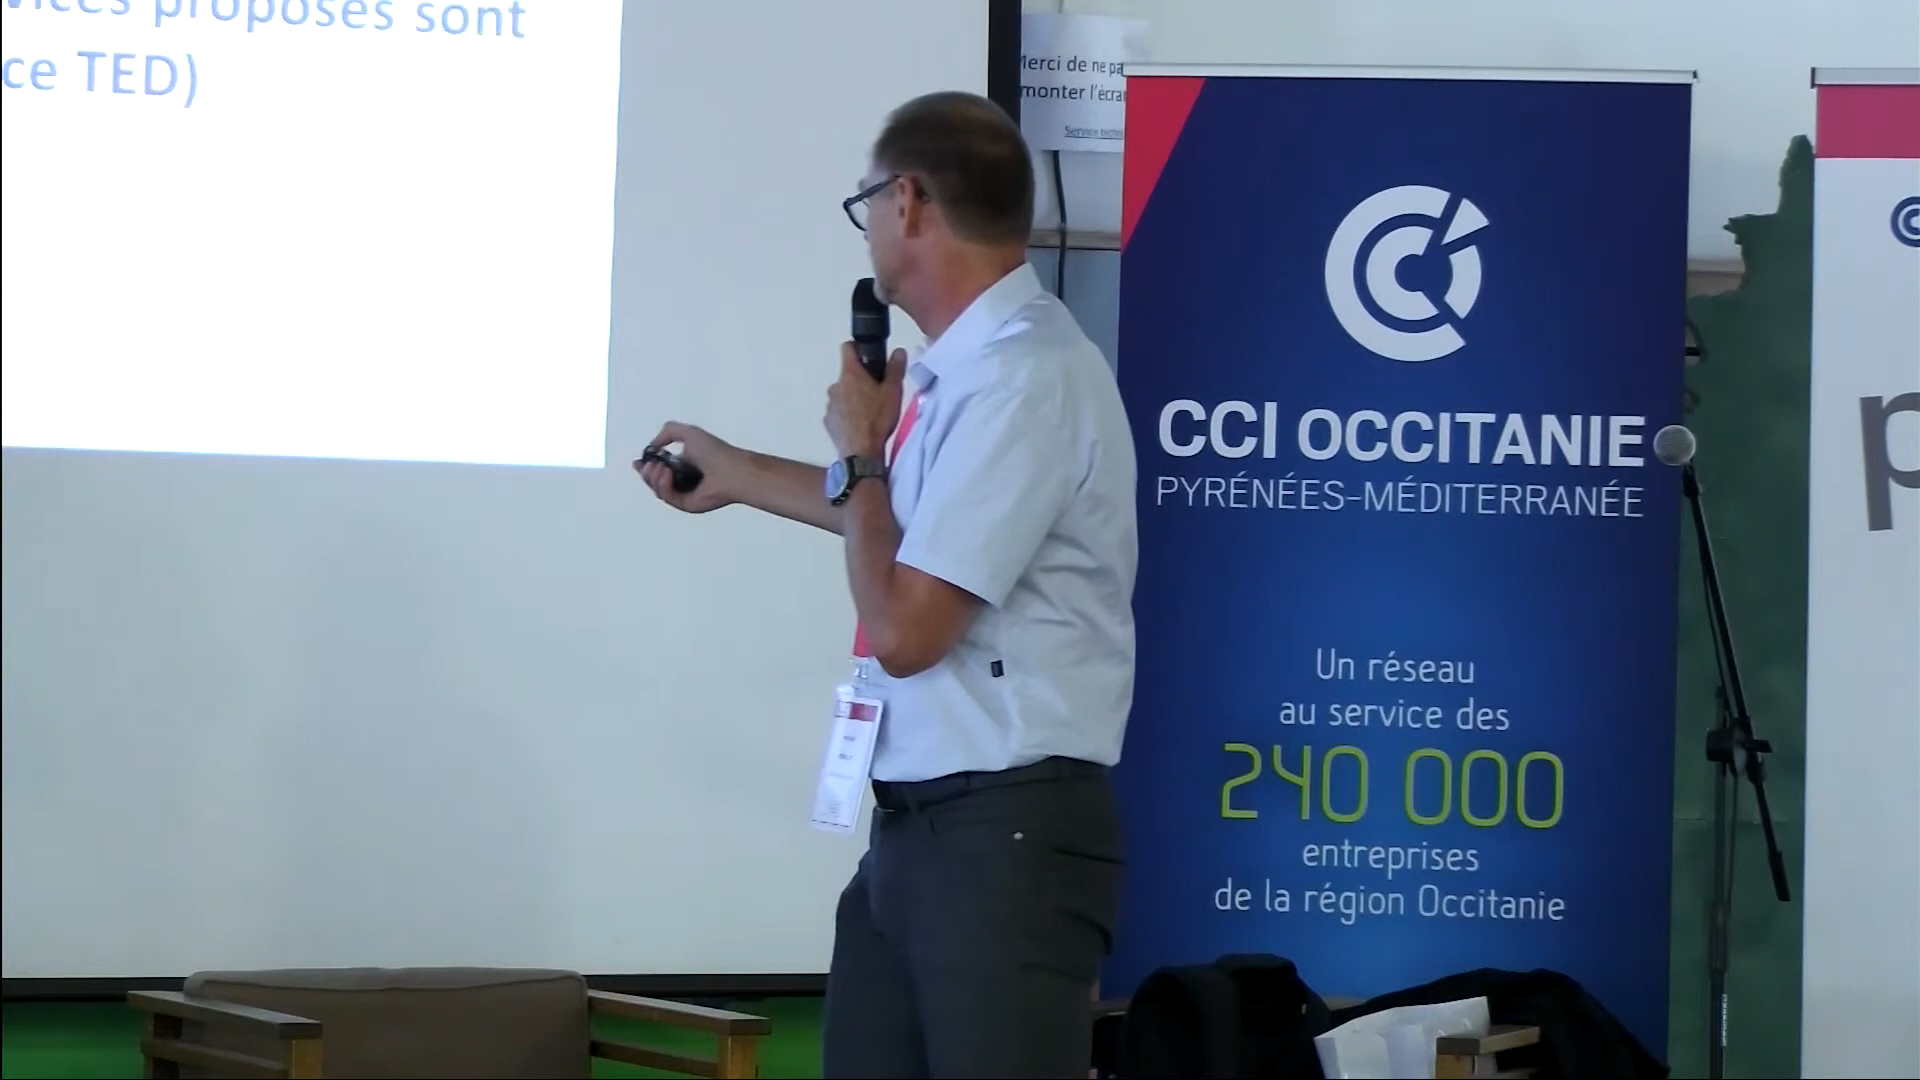 proposés sont
ce TED)
Merci de ne pa
monter l'écra
Service
CCI OCCITANIE
PYRÉNÉES-MÉDITERRANÉE
Un réseau
au service des
240 000
entreprises
de la région Occitanie
p